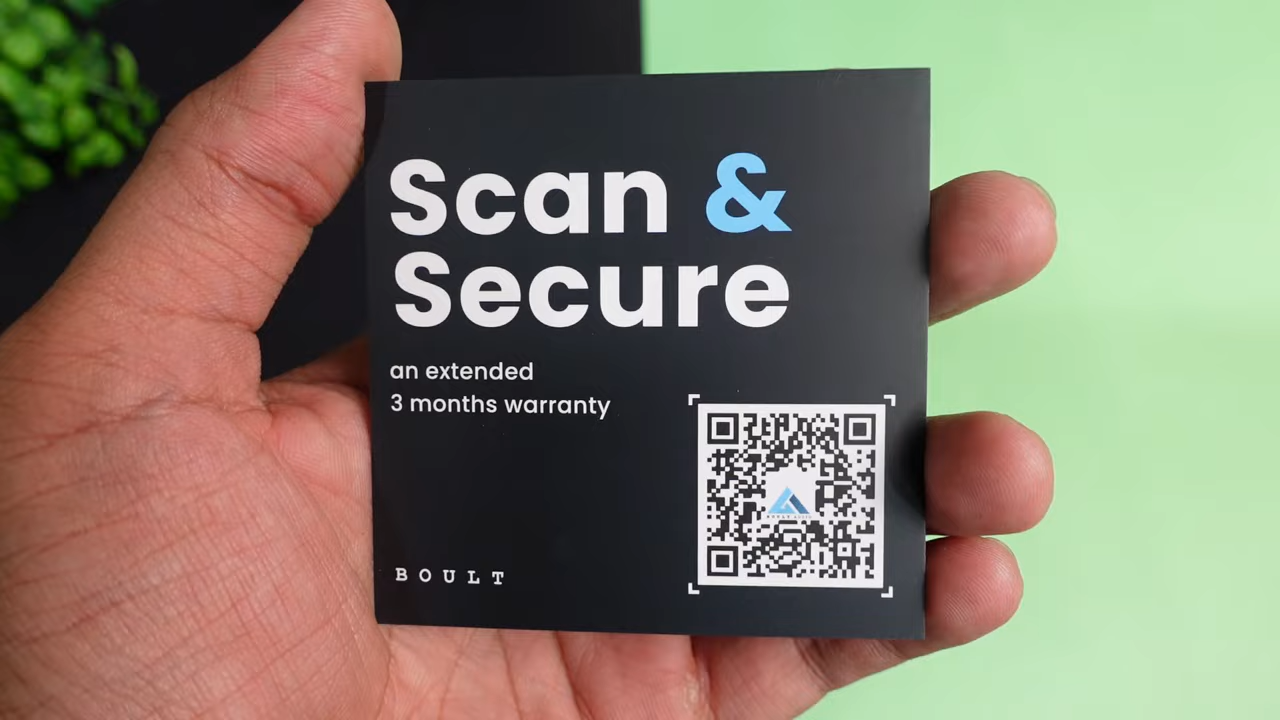 Scan &
Secure
an extended
3 months warranty
BOULT